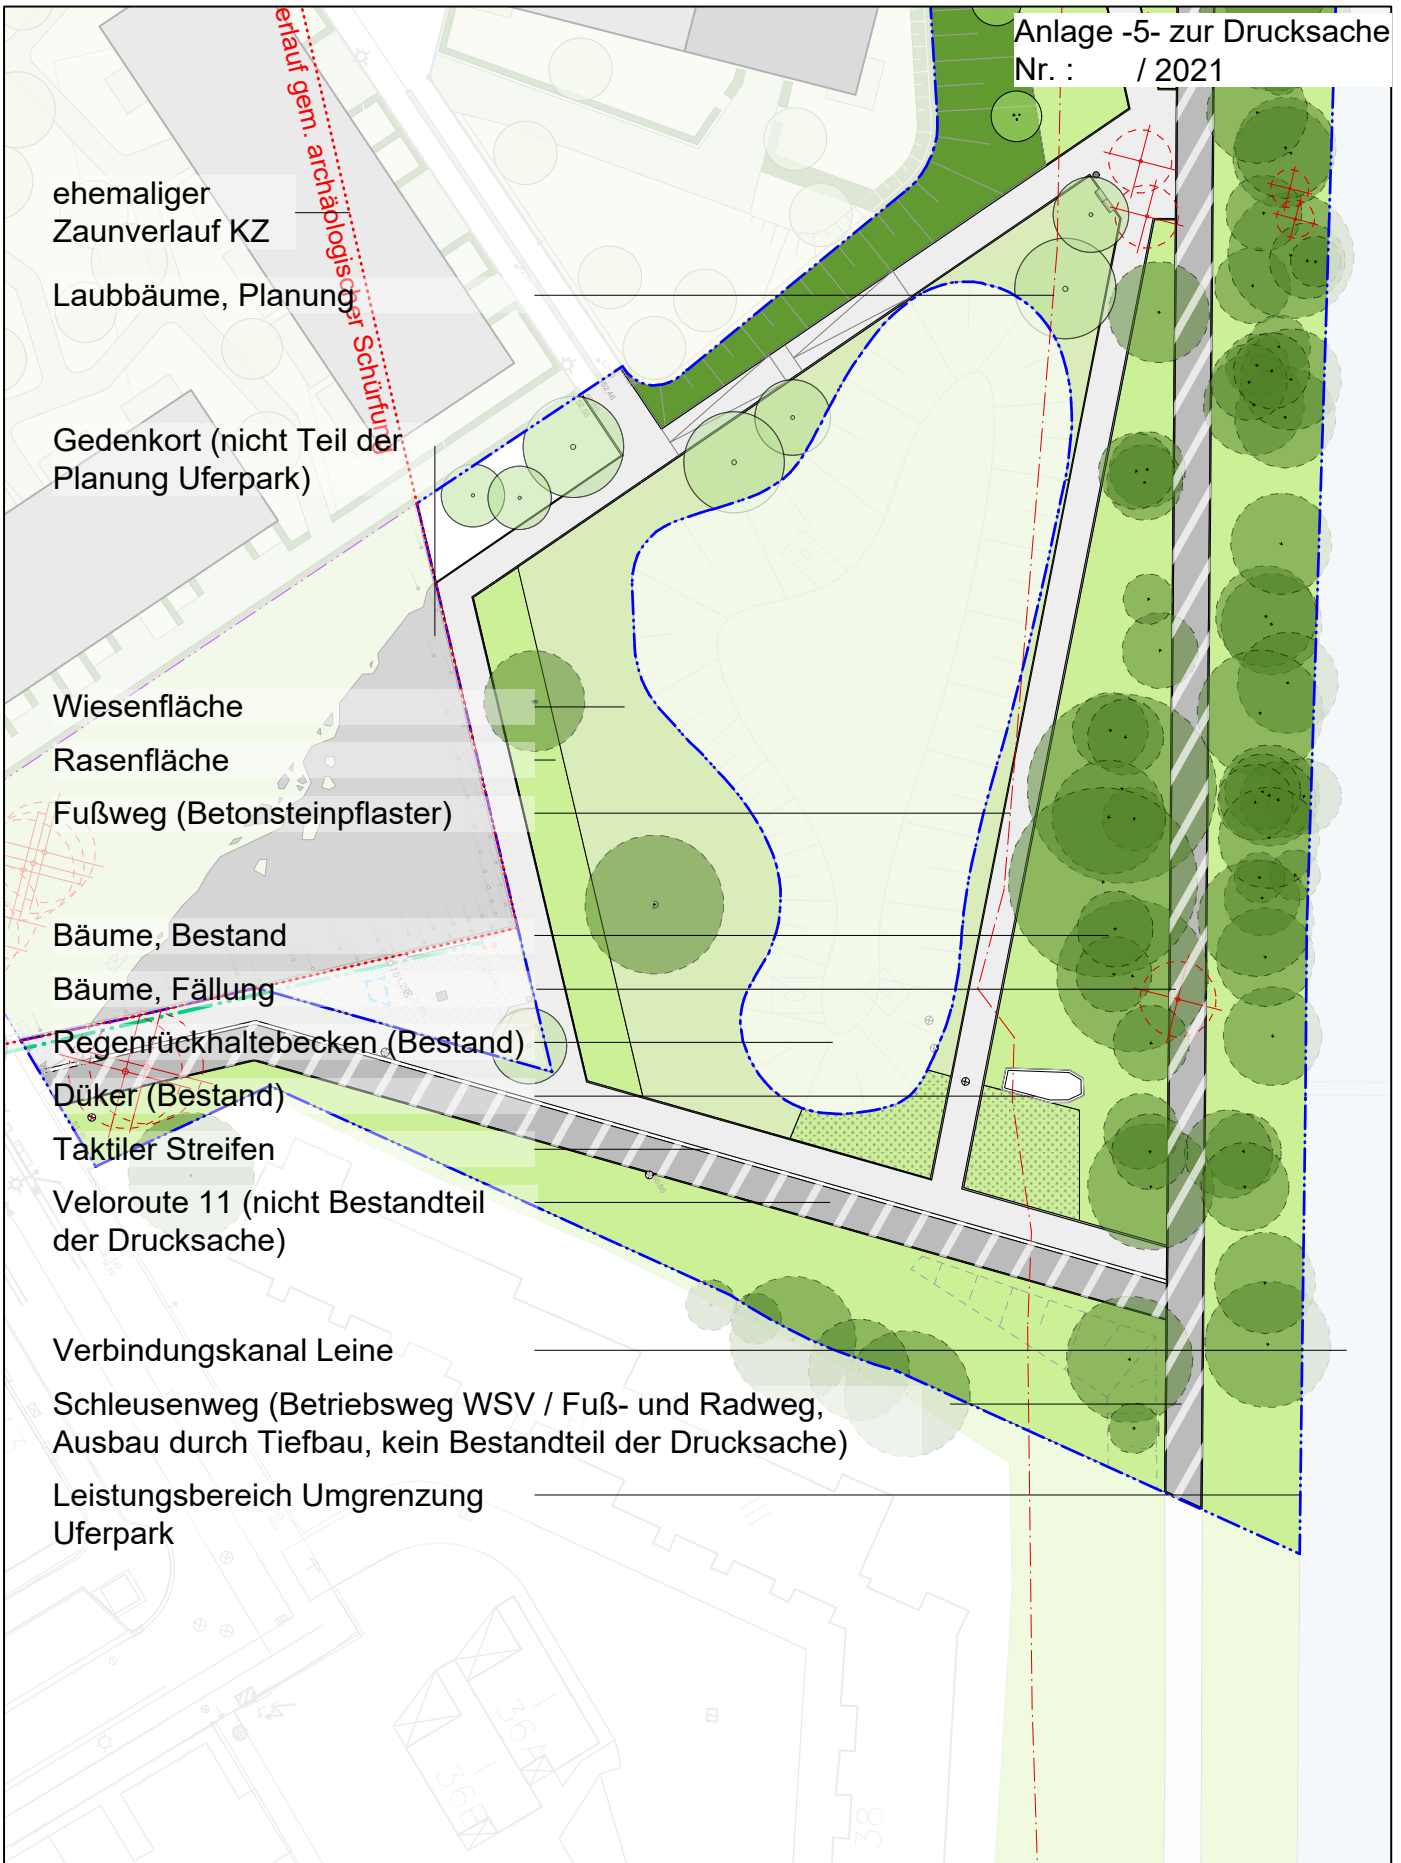 Anlage -5- zur Drucksache
Nr. : / 2021
erlauf gem. archäologischer Schürfung
ehemaliger
Zaunverlauf KZ
Laubbäume, Planung
Gedenkort (nicht Teil der
Planung Uferpark)
Wiesenfläche
Rasenfläche
Fußweg (Betonsteinpflaster)
Bäume, Bestand
Bäume, Fällung
Regenrückhaltebecken (Bestand)
Düker (Bestand)
Taktiler Streifen
Veloroute 11 (nicht Bestandteil
der Drucksache)
Verbindungskanal Leine
Schleusenweg (Betriebsweg WSV / Fuß- und Radweg,
Ausbau durch Tiefbau, kein Bestandteil der Drucksache)
Leistungsbereich Umgrenzung
Uferpark
36A
38